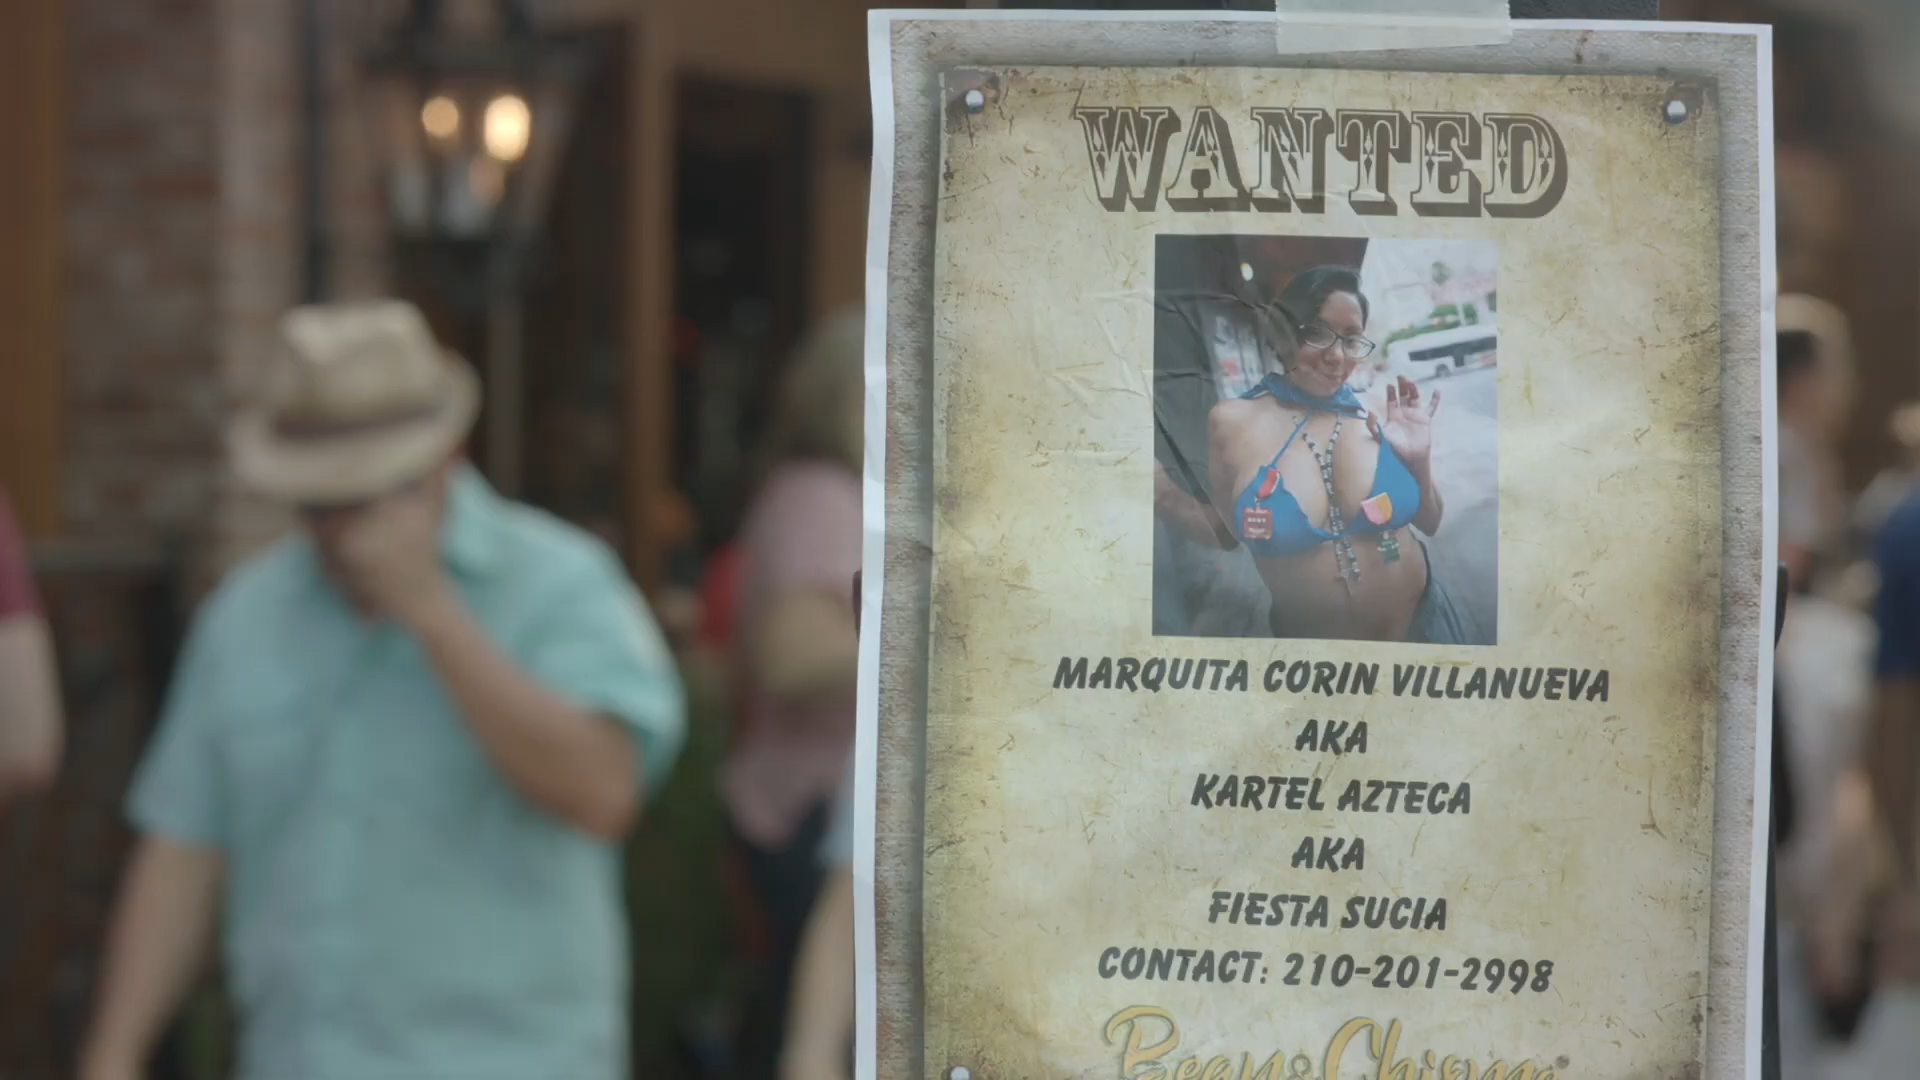 WANTED
MARQUITA CORIN VILLANUEVA
AKA
KARTEL AZTECA
AKA
FIESTA SUCIA
CONTACT: 210-201-2998